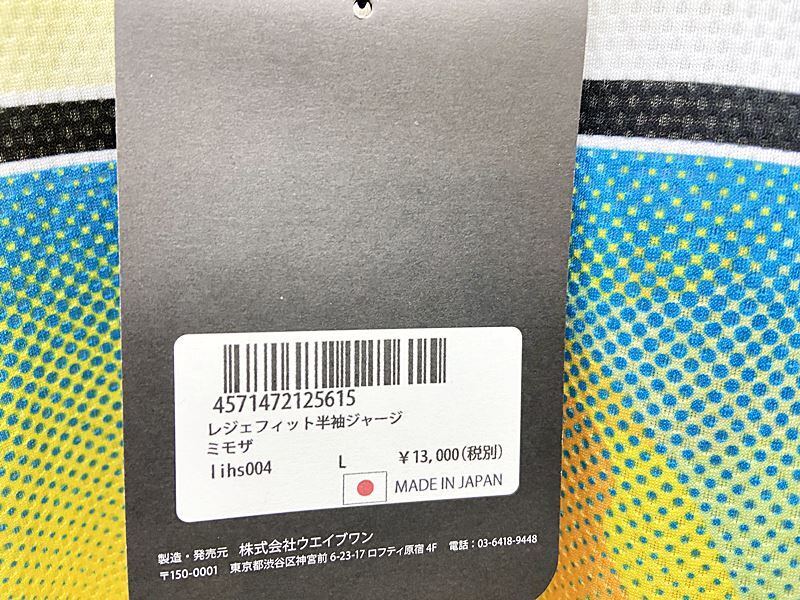 4571472125615
レジェフィット半袖ジャージ
ミモザ
lihs004 L ￥13,000(税別)
MADE IN JAPAN
製造・発売元 株式会社ウエイブワン
〒150-0001 東京都渋谷区神宮前 6-23-17 ロフティ原宿 4F 電話：03-6418-9448